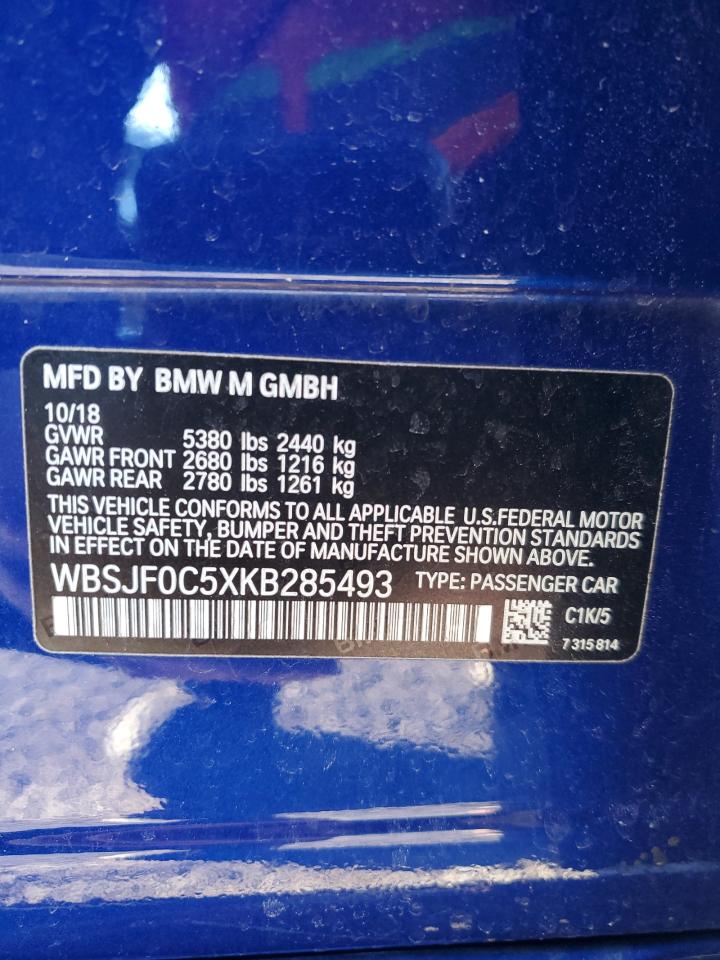 MFD BY BMW M GMBH
10/18
GVWR 5380 lbs 2440 kg
GAWR FRONT 2680 lbs 1216 kg
GAWR REAR 2780 lbs 1261 kg
THIS VEHICLE CONFORMS TO ALL APPLICABLE U.S.FEDERAL MOTOR
VEHICLE SAFETY, BUMPER AND THEFT PREVENTION STANDARDS
IN EFFECT ON THE DATE OF MANUFACTURE SHOWN ABOVE.
WBSJF0C5XKB285493 TYPE: PASSENGER CAR
C1K/5
7 315 814